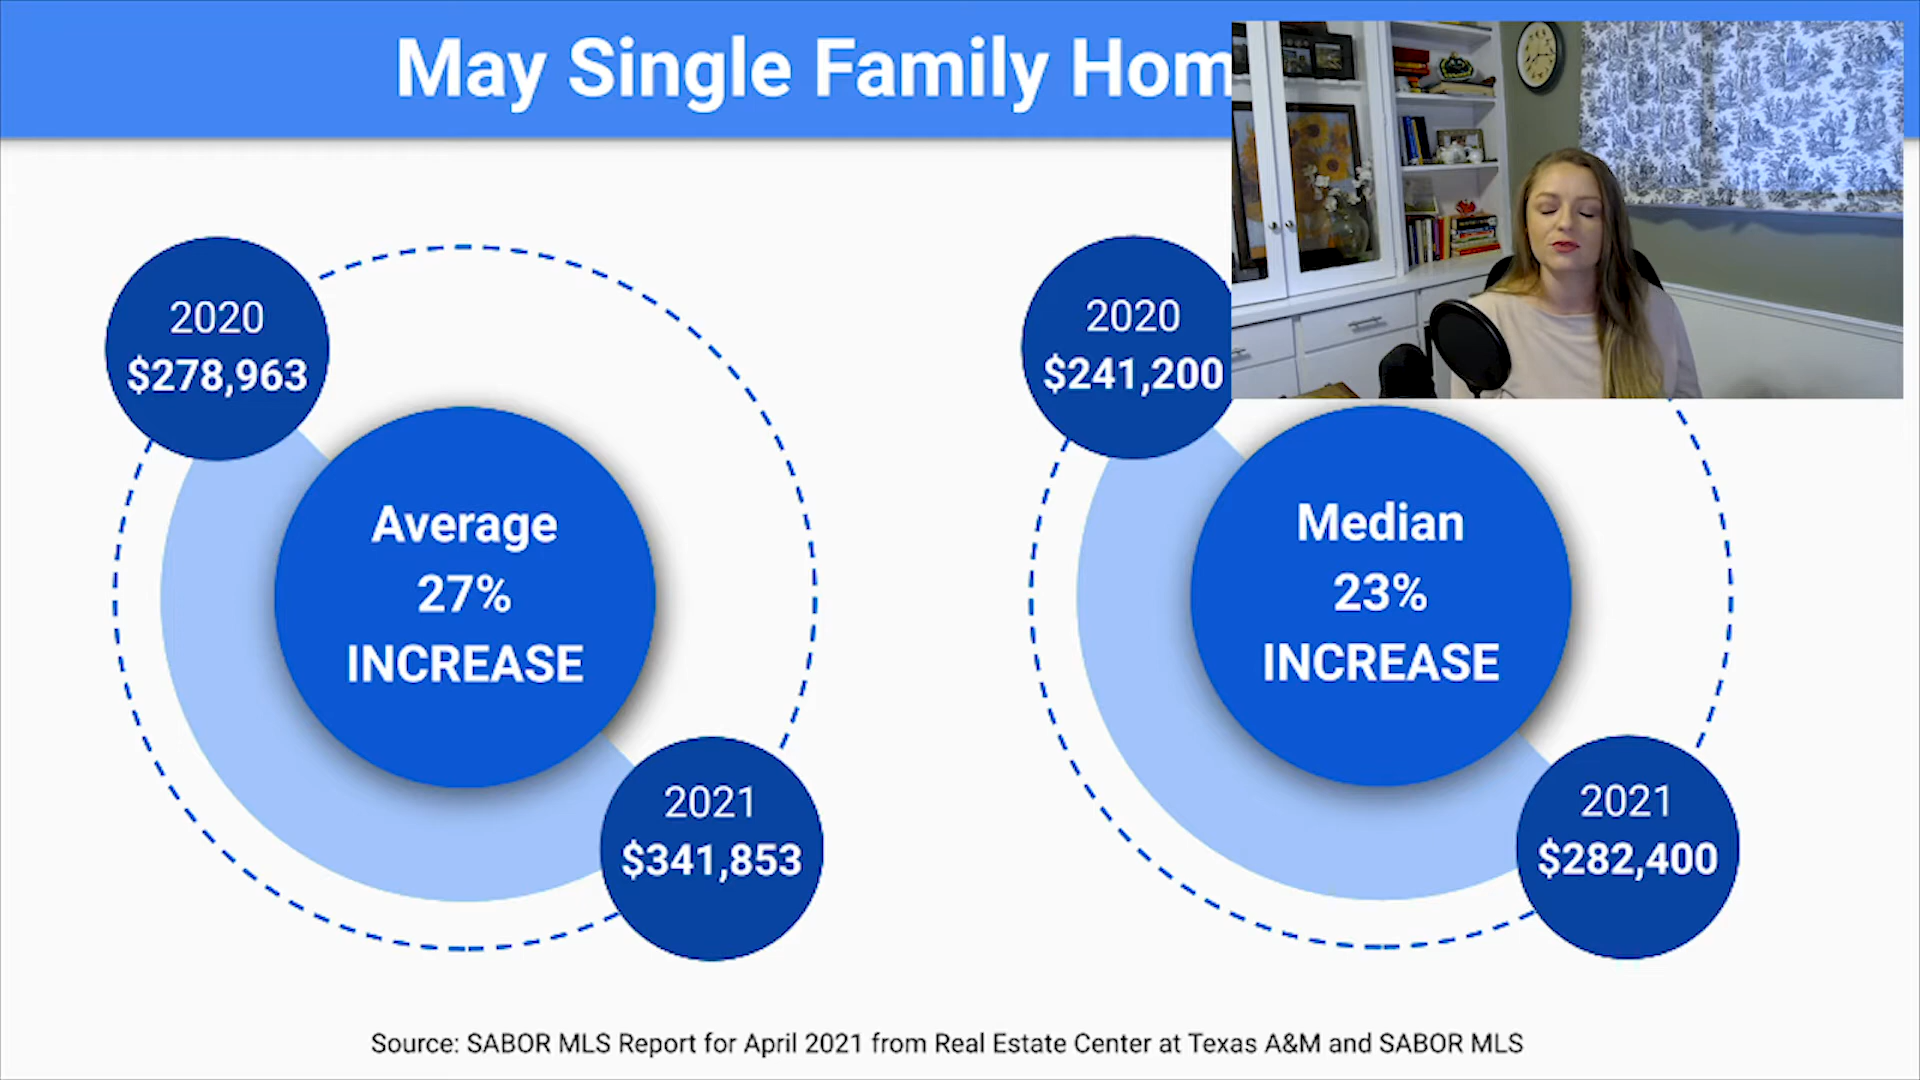 May Single Family Hom
2020
$278,963
Average
27%
INCREASE
2021
$341,853
2020
$241,200
Median
23%
INCREASE
2021
$282,400
Source: SABOR MLS Report for April 2021 from Real Estate Center at Texas A&M and SABOR MLS